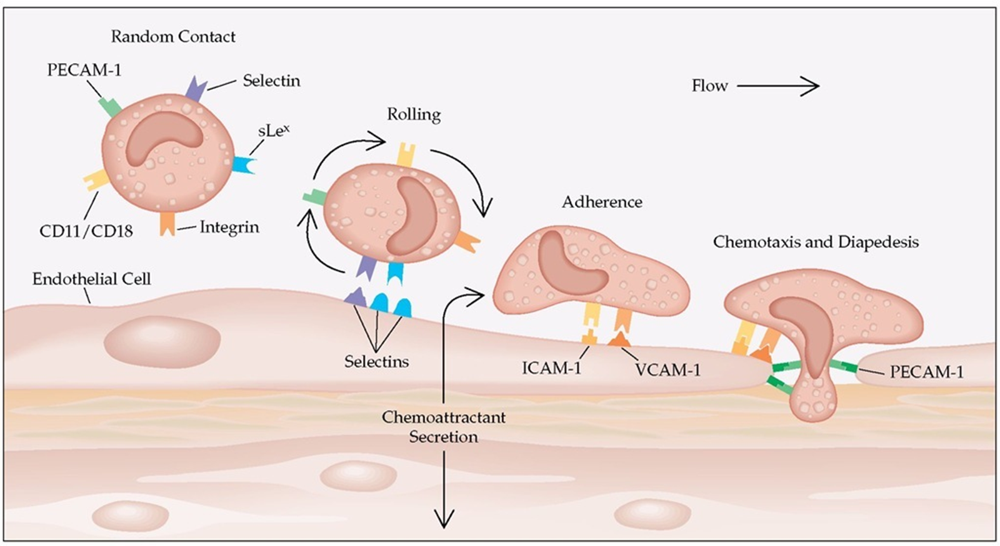 Random Contact
PECAM-1
Selectin
sLeˣ
CD11/CD18
Integrin
Endothelial Cell
Rolling
Selectins
Flow
Adherence
ICAM-1
VCAM-1
Chemoattractant
Secretion
Chemotaxis and Diapedesis
PECAM-1